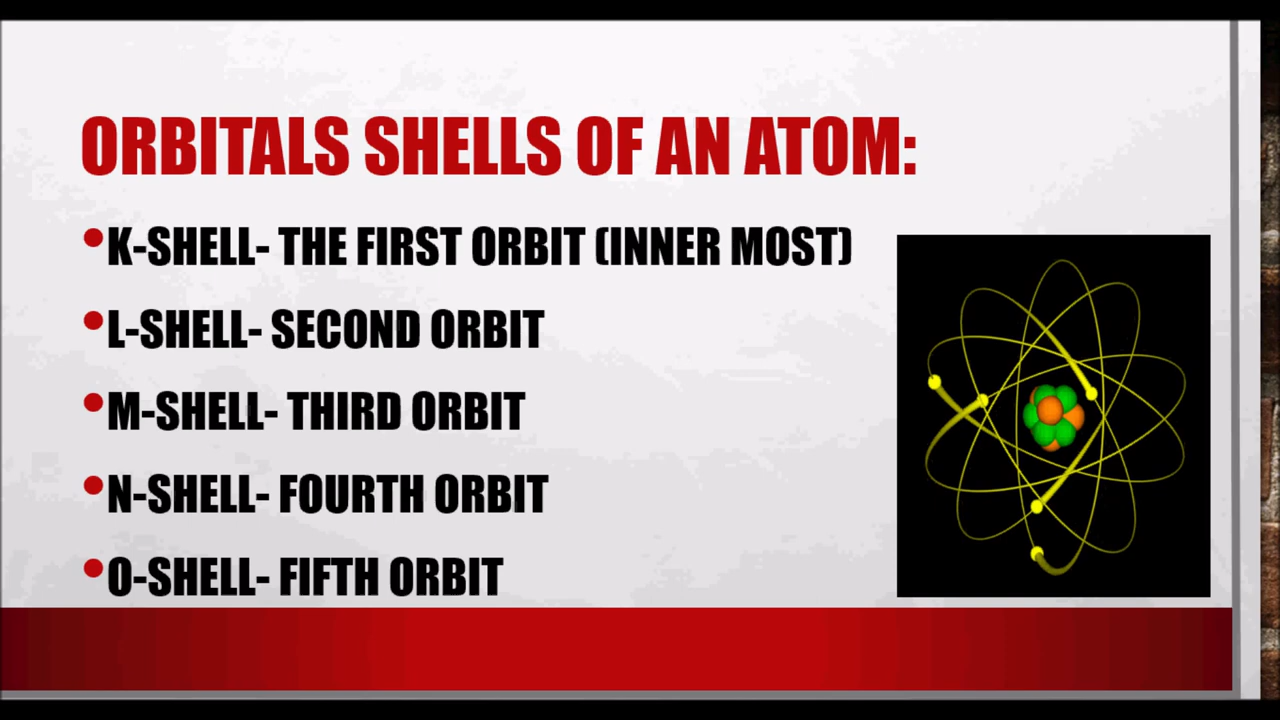 ORBITALS SHELLS OF AN ATOM:
•K-SHELL- THE FIRST ORBIT (INNER MOST)
•L-SHELL- SECOND ORBIT
•M-SHELL- THIRD ORBIT
•N-SHELL- FOURTH ORBIT
•O-SHELL- FIFTH ORBIT